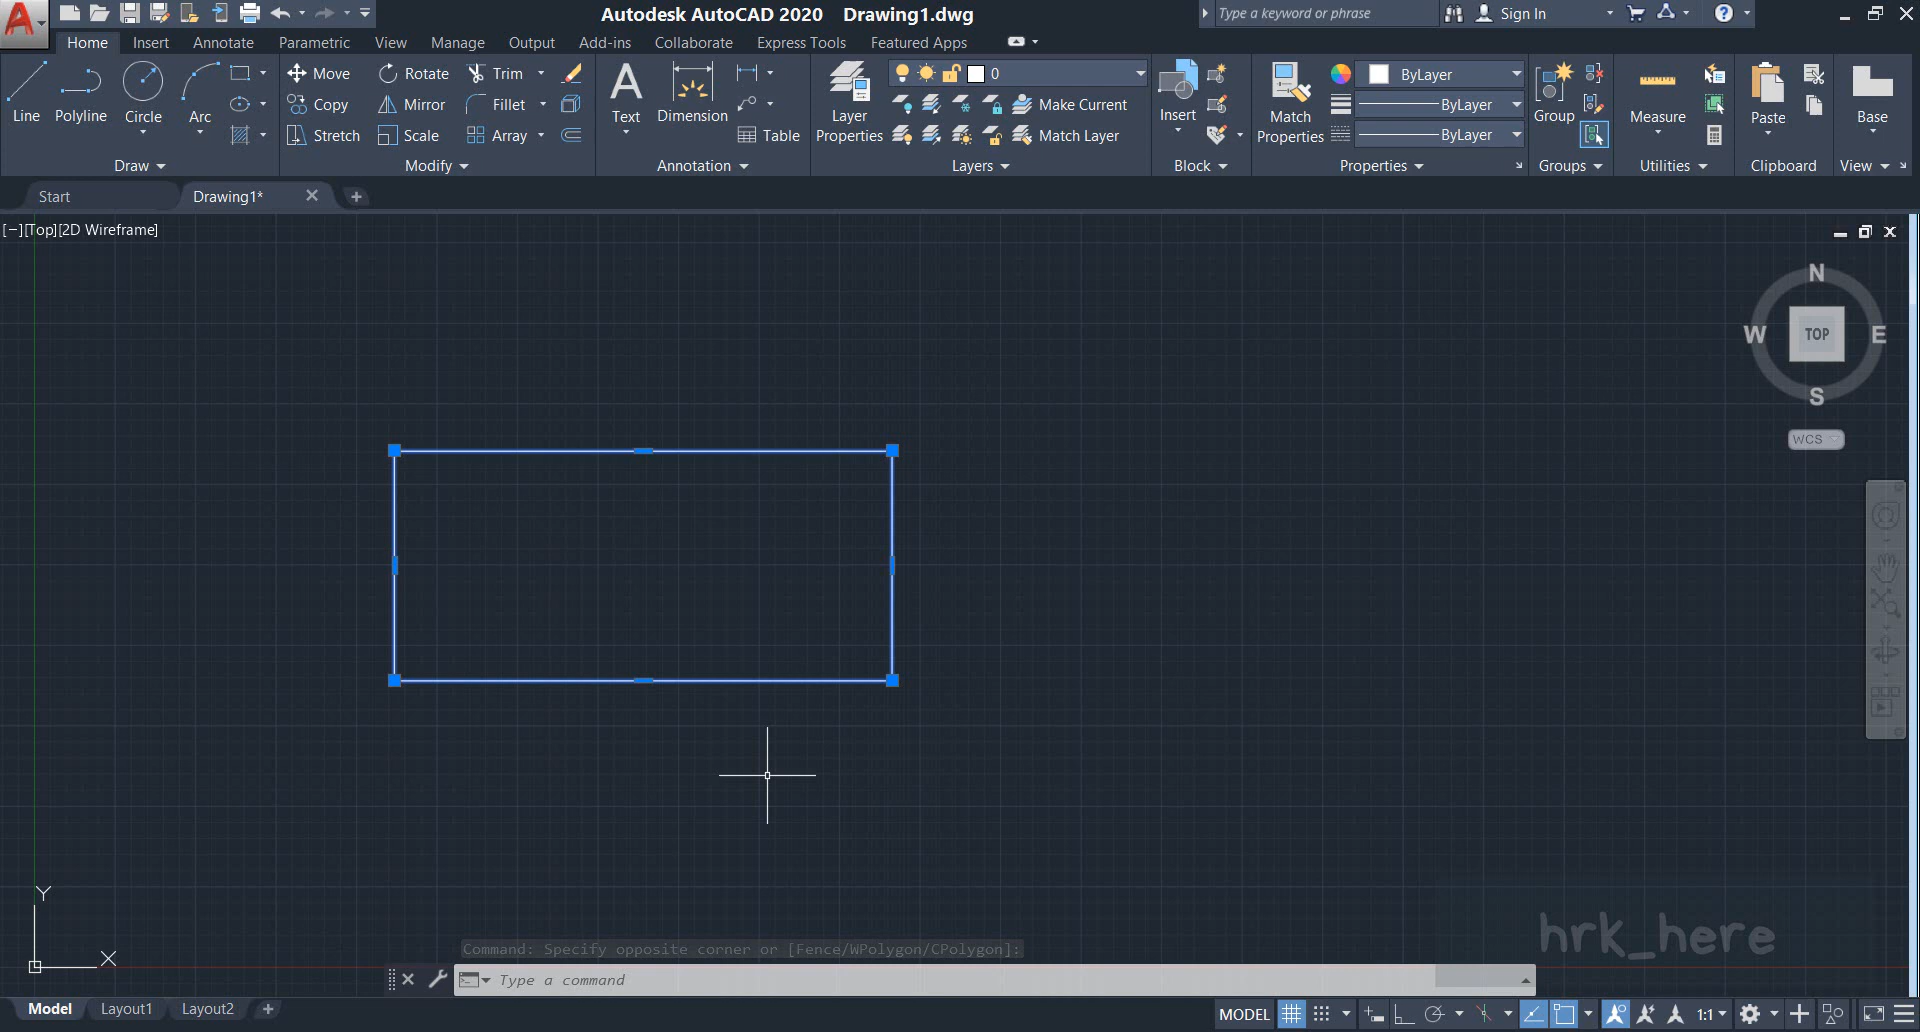 Autodesk AutoCAD 2020 Drawing1.dwg
Type a keyword or phrase
Sign In
Home Insert Annotate Parametric View Manage Output Add-ins Collaborate Express Tools Featured Apps
Line Polyline Circle Arc
Move Rotate Trim
Copy Mirror Fillet
Stretch Scale Array
Text Dimension
Table
Layer Properties
0
Make Current
Match Layer
Insert
Match Properties
ByLayer
ByLayer
ByLayer
Group
Measure
Paste
Base
Draw Modify Annotation Layers Block Properties Groups Utilities Clipboard View
Start Drawing1*
[−][Top][2D Wireframe]
N
W TOP E
S
WCS
Y
X
hrk_here
Command: Specify opposite corner or [Fence/WPolygon/CPolygon]:
Type a command
Model Layout1 Layout2
MODEL 1:1